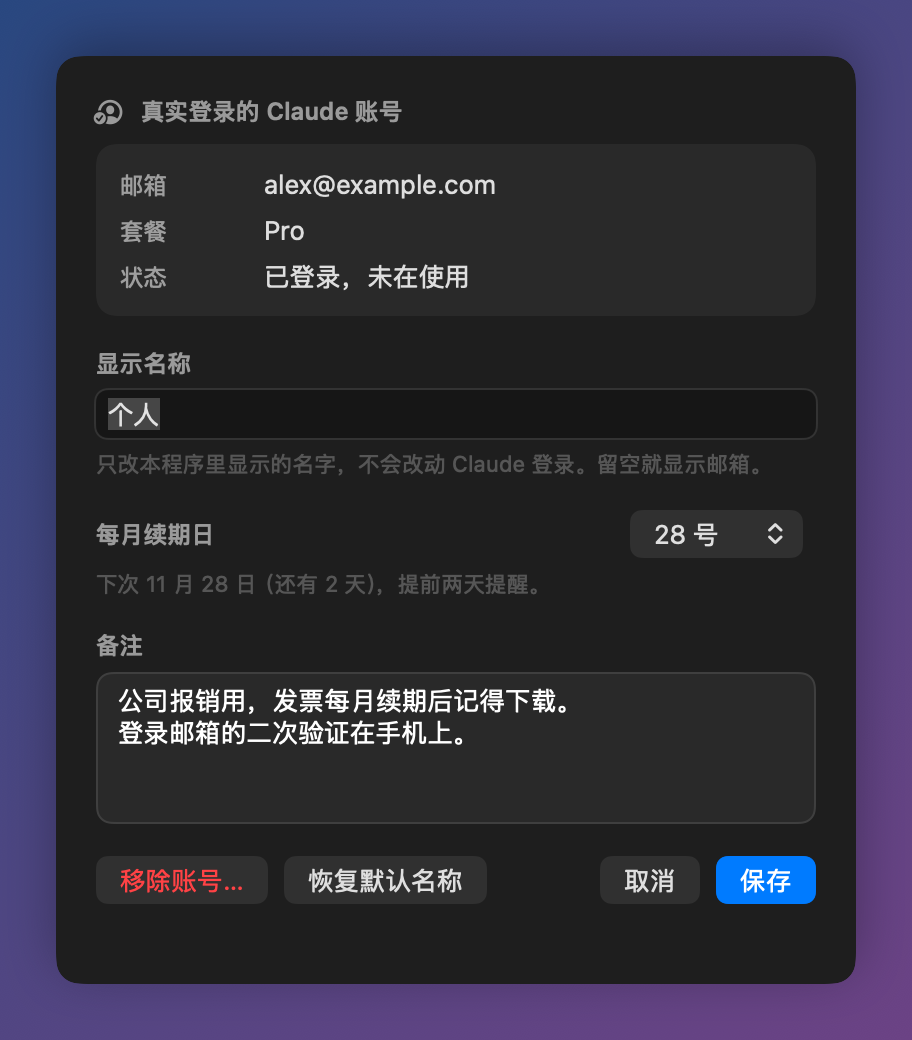 真实登录的 Claude 账号
邮箱 alex@example.com
套餐 Pro
状态 已登录，未在使用
显示名称
个人
只改本程序里显示的名字，不会改动 Claude 登录。留空就显示邮箱。
每月续期日 28 号
下次 11 月 28 日 (还有 2 天)，提前两天提醒。
备注
公司报销用，发票每月续期后记得下载。
登录邮箱的二次验证在手机上。
移除账号... 恢复默认名称 取消 保存